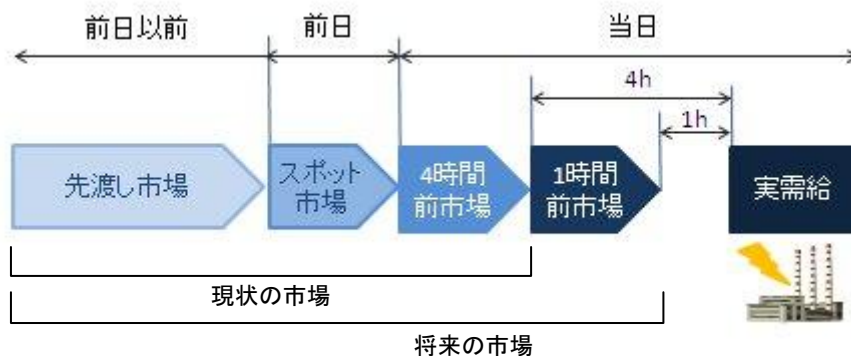 前日以前
前日
当日
4h
1h
先渡し市場
スポット
市場
4時間
前市場
1時間
前市場
実需給
現状の市場
将来の市場